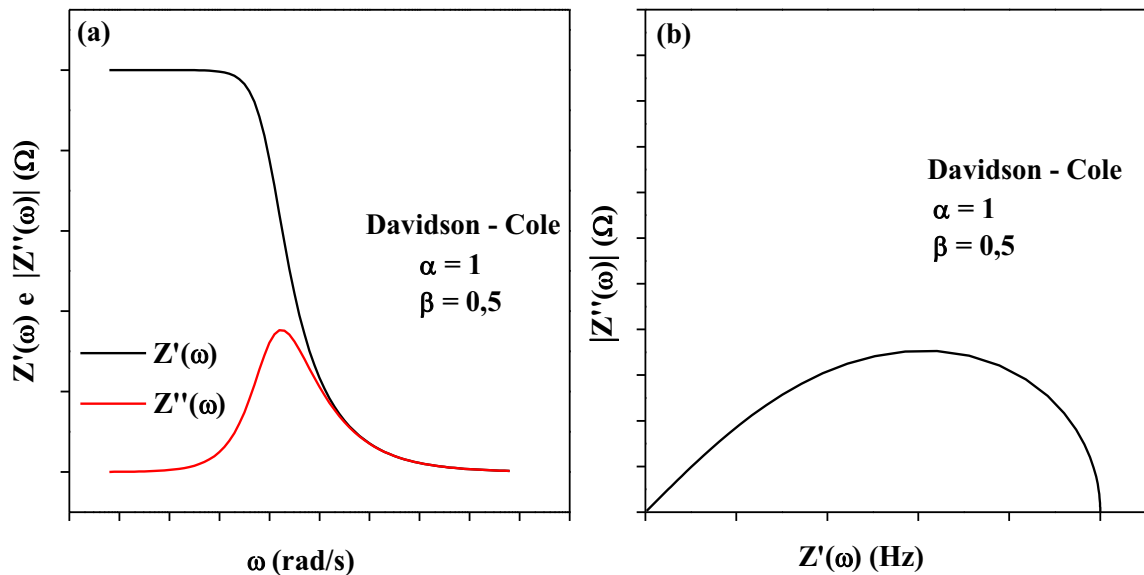 (a)
Z'(ω) e |Z''(ω)| (Ω)
Davidson - Cole
α = 1
β = 0,5
Z'(ω)
Z''(ω)
ω (rad/s)
(b)
|Z''(ω)| (Ω)
Davidson - Cole
α = 1
β = 0,5
Z'(ω) (Hz)